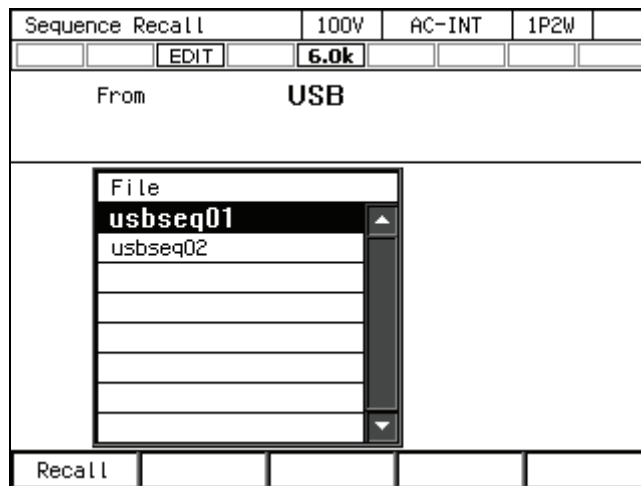 Sequence Recall 100V AC-INT 1P2W
EDIT 6.0k
From USB
File
usbseq01
usbseq02
Recall